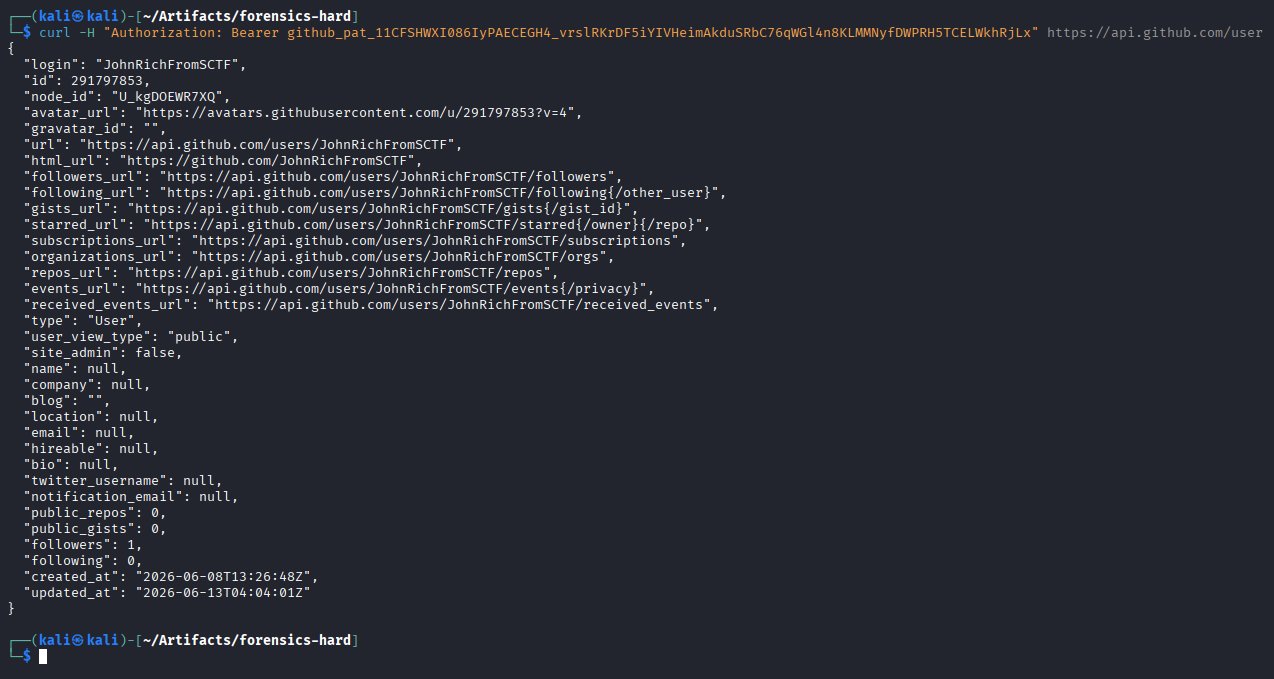 ┌──(kali㉿kali)-[~/Artifacts/forensics-hard]
└─$ curl -H "Authorization: Bearer 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" https://api.github.com/user
{
  "login": "JohnRichFromSCTF",
  "id": 291797853,
  "node_id": "U_kgDOEWR7XQ",
  "avatar_url": "https://avatars.githubusercontent.com/u/291797853?v=4",
  "gravatar_id": "",
  "url": "https://api.github.com/users/JohnRichFromSCTF",
  "html_url": "https://github.com/JohnRichFromSCTF",
  "followers_url": "https://api.github.com/users/JohnRichFromSCTF/followers",
  "following_url": "https://api.github.com/users/JohnRichFromSCTF/following{/other_user}",
  "gists_url": "https://api.github.com/users/JohnRichFromSCTF/gists{/gist_id}",
  "starred_url": "https://api.github.com/users/JohnRichFromSCTF/starred{/owner}{/repo}",
  "subscriptions_url": "https://api.github.com/users/JohnRichFromSCTF/subscriptions",
  "organizations_url": "https://api.github.com/users/JohnRichFromSCTF/orgs",
  "repos_url": "https://api.github.com/users/JohnRichFromSCTF/repos",
  "events_url": "https://api.github.com/users/JohnRichFromSCTF/events{/privacy}",
  "received_events_url": "https://api.github.com/users/JohnRichFromSCTF/received_events",
  "type": "User",
  "user_view_type": "public",
  "site_admin": false,
  "name": null,
  "company": null,
  "blog": "",
  "location": null,
  "email": null,
  "hireable": null,
  "bio": null,
  "twitter_username": null,
  "notification_email": null,
  "public_repos": 0,
  "public_gists": 0,
  "followers": 1,
  "following": 0,
  "created_at": "2026-06-08T13:26:48Z",
  "updated_at": "2026-06-13T04:04:01Z"
}
┌──(kali㉿kali)-[~/Artifacts/forensics-hard]
└─$